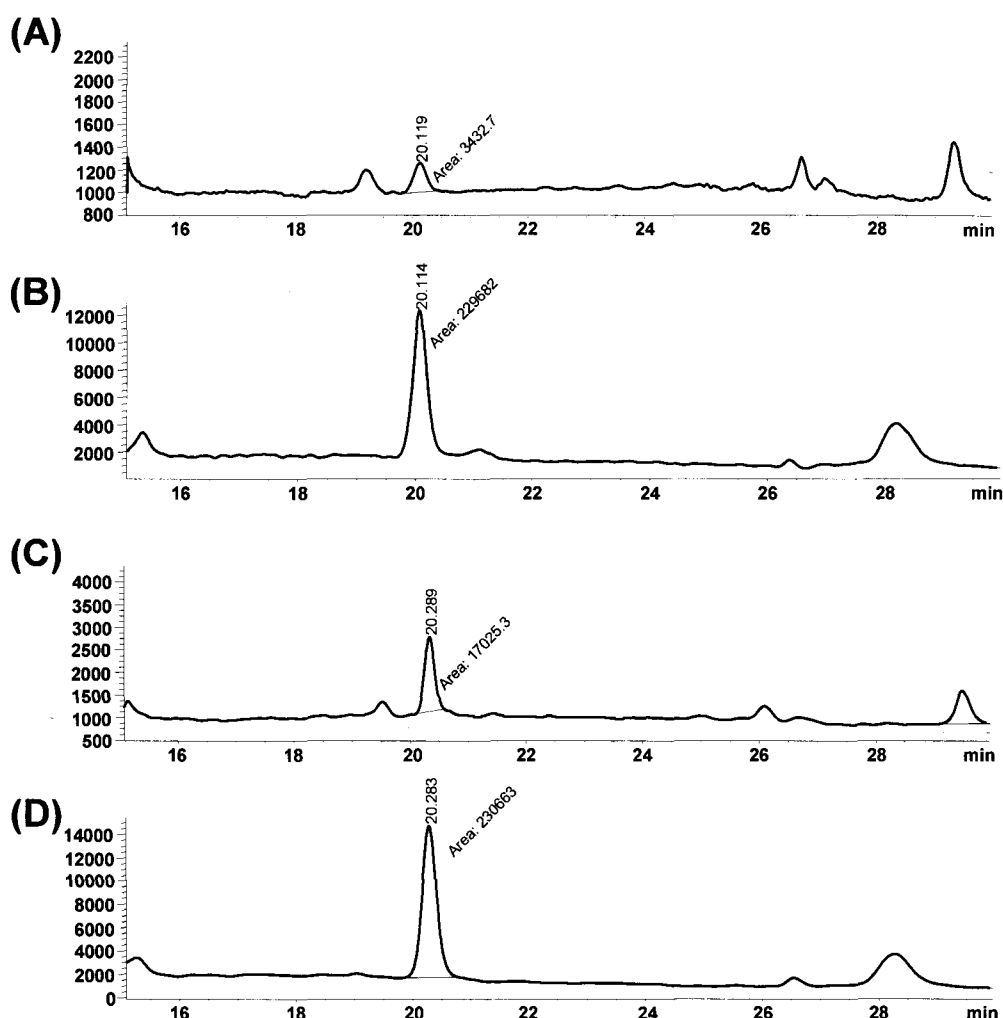 (A)
2200
2000
1800
1600
1400
1200
1000
800
20.119
Area: 3432.7
16 18 20 22 24 26 28 min
(B)
12000
10000
8000
6000
4000
2000
20.114
Area: 229682
16 18 20 22 24 26 28 min
(C)
4000
3500
3000
2500
2000
1500
1000
500
20.289
Area: 17025.3
16 18 20 22 24 26 28 min
(D)
14000
12000
10000
8000
6000
4000
2000
0
20.283
Area: 230663
16 18 20 22 24 26 28 min